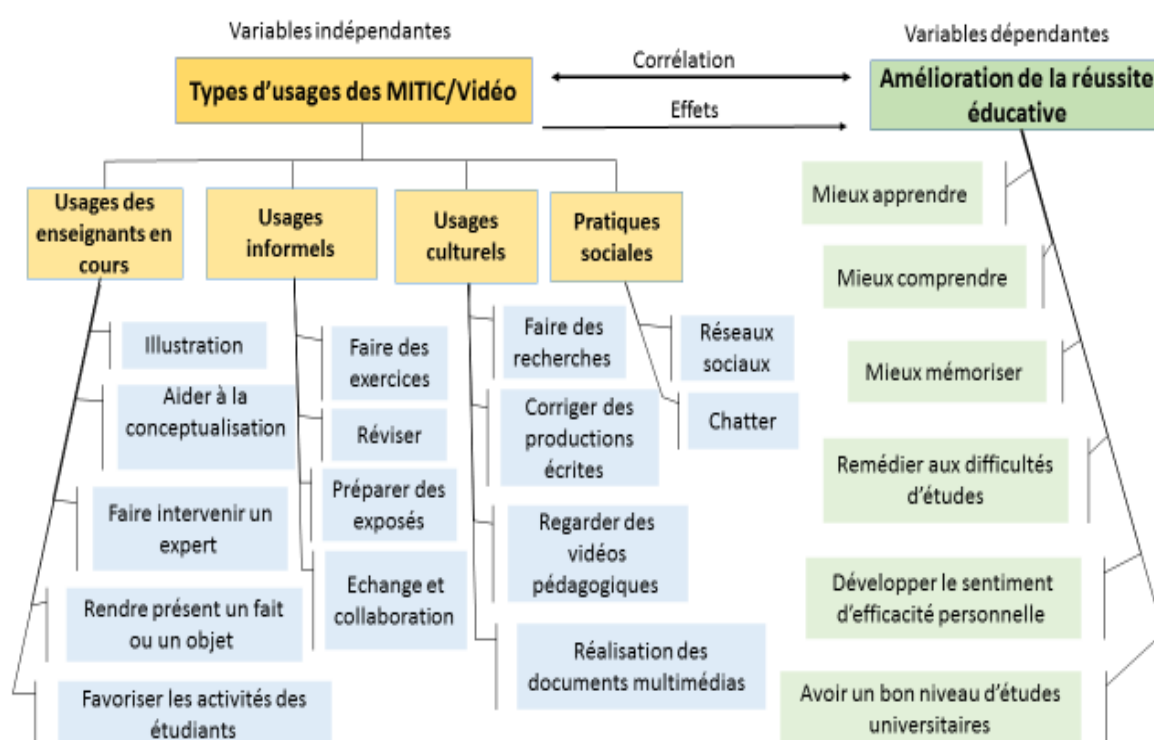 Variables indépendantes
Variables dépendantes
Types d'usages des MITIC/Vidéo
Corrélation
Effets
Amélioration de la réussite
éducative
Usages des
enseignants en
cours
Usages
informels
Usages
culturels
Pratiques
sociales
Illustration
Aider à la
conceptualisation
Faire intervenir un
expert
Rendre présent un fait
ou un objet
Favoriser les activités des
étudiants
Faire des
exercices
Réviser
Préparer des
exposés
Echange et
collaboration
Faire des
recherches
Corriger des
productions
écrites
Regarder des
vidéos
pédagogiques
Réalisation des
documents multimédias
Réseaux
sociaux
Chatter
Mieux apprendre
Mieux comprendre
Mieux mémoriser
Remédier aux difficultés
d'études
Développer le sentiment
d'efficacité personnelle
Avoir un bon niveau d'études
universitaires